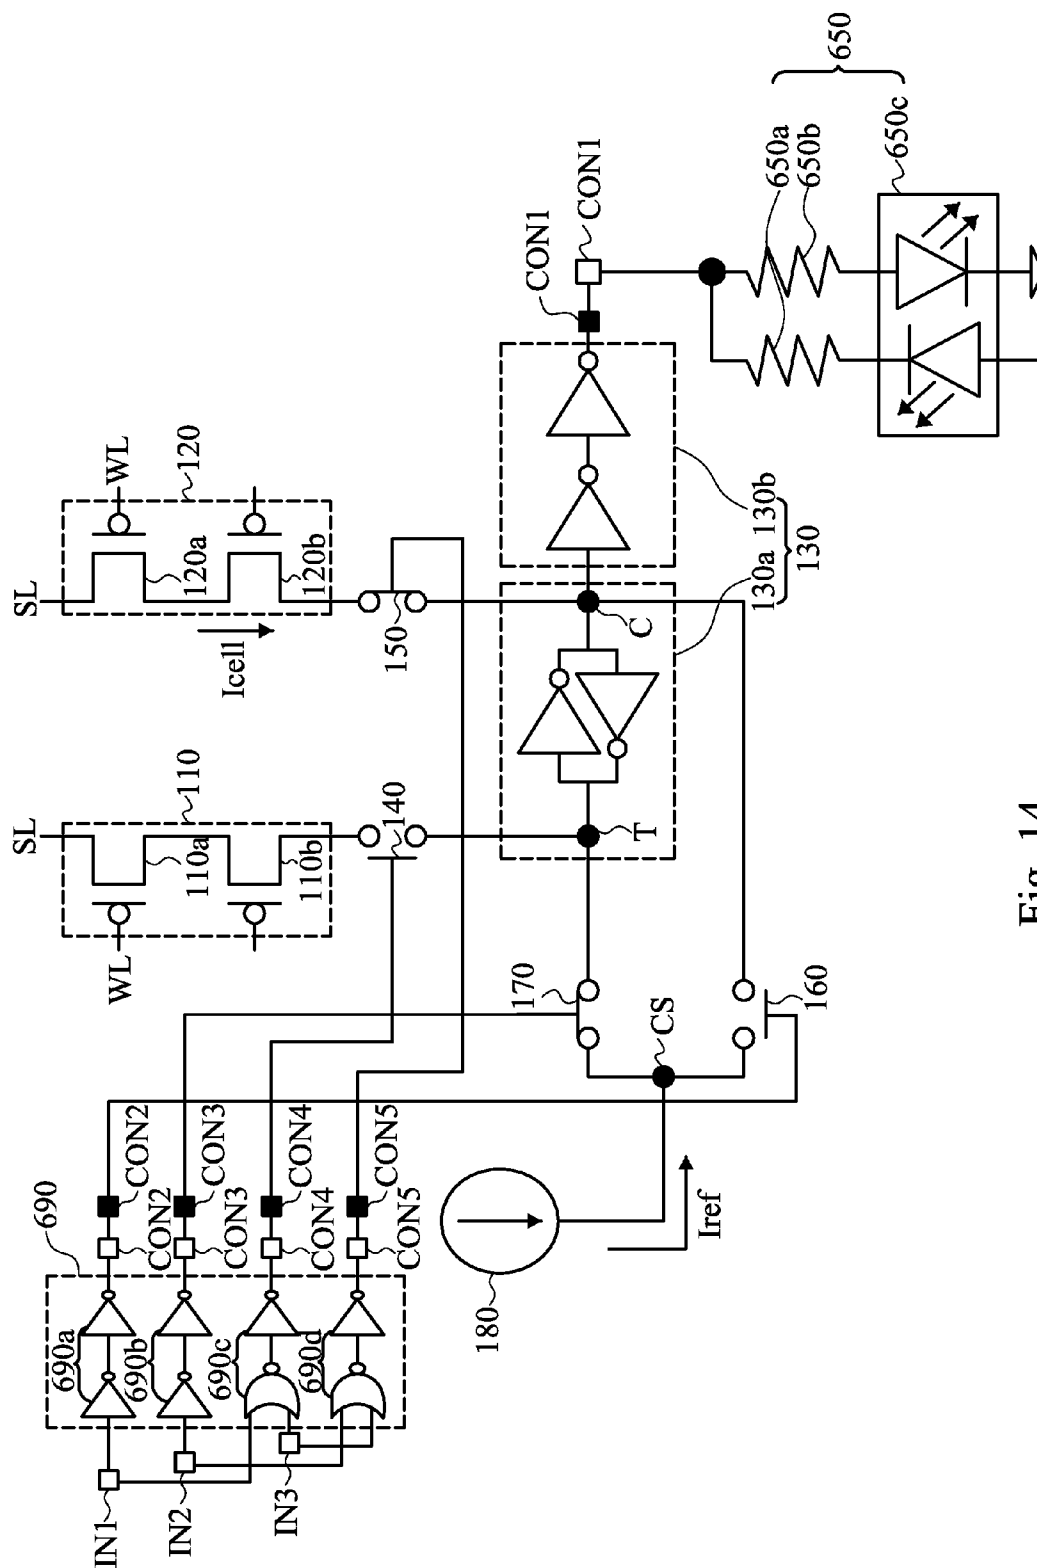 IN1
IN2
IN3
690
690a
690b
690c
690d
CON2
CON2
CON3
CON3
CON4
CON4
CON5
CON5
180
Iref
CS
170
160
SL
WL
110
110a
110b
140
T
SL
WL
120
120a
120b
Icell
150
C
130a
130b
130
CON1
CON1
650a
650b
650c
650